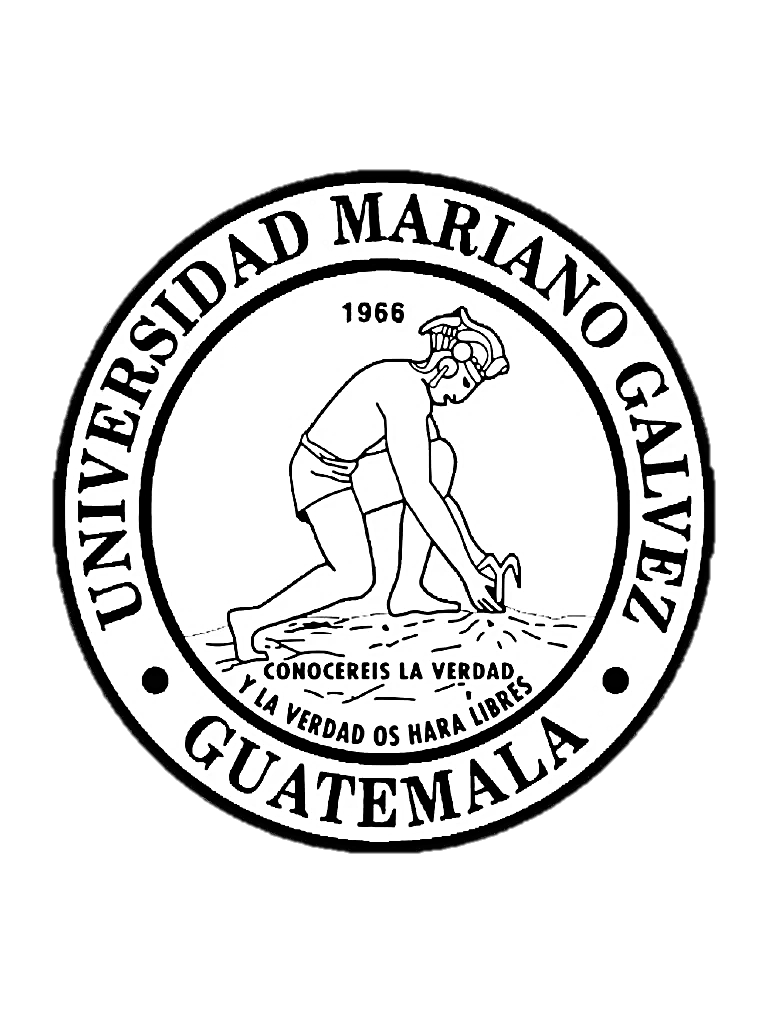 UNIVERSIDAD MARIANO GALVEZ
1966
CONOCEREIS LA VERDAD
Y LA VERDAD OS HARA LIBRES
GUATEMALA